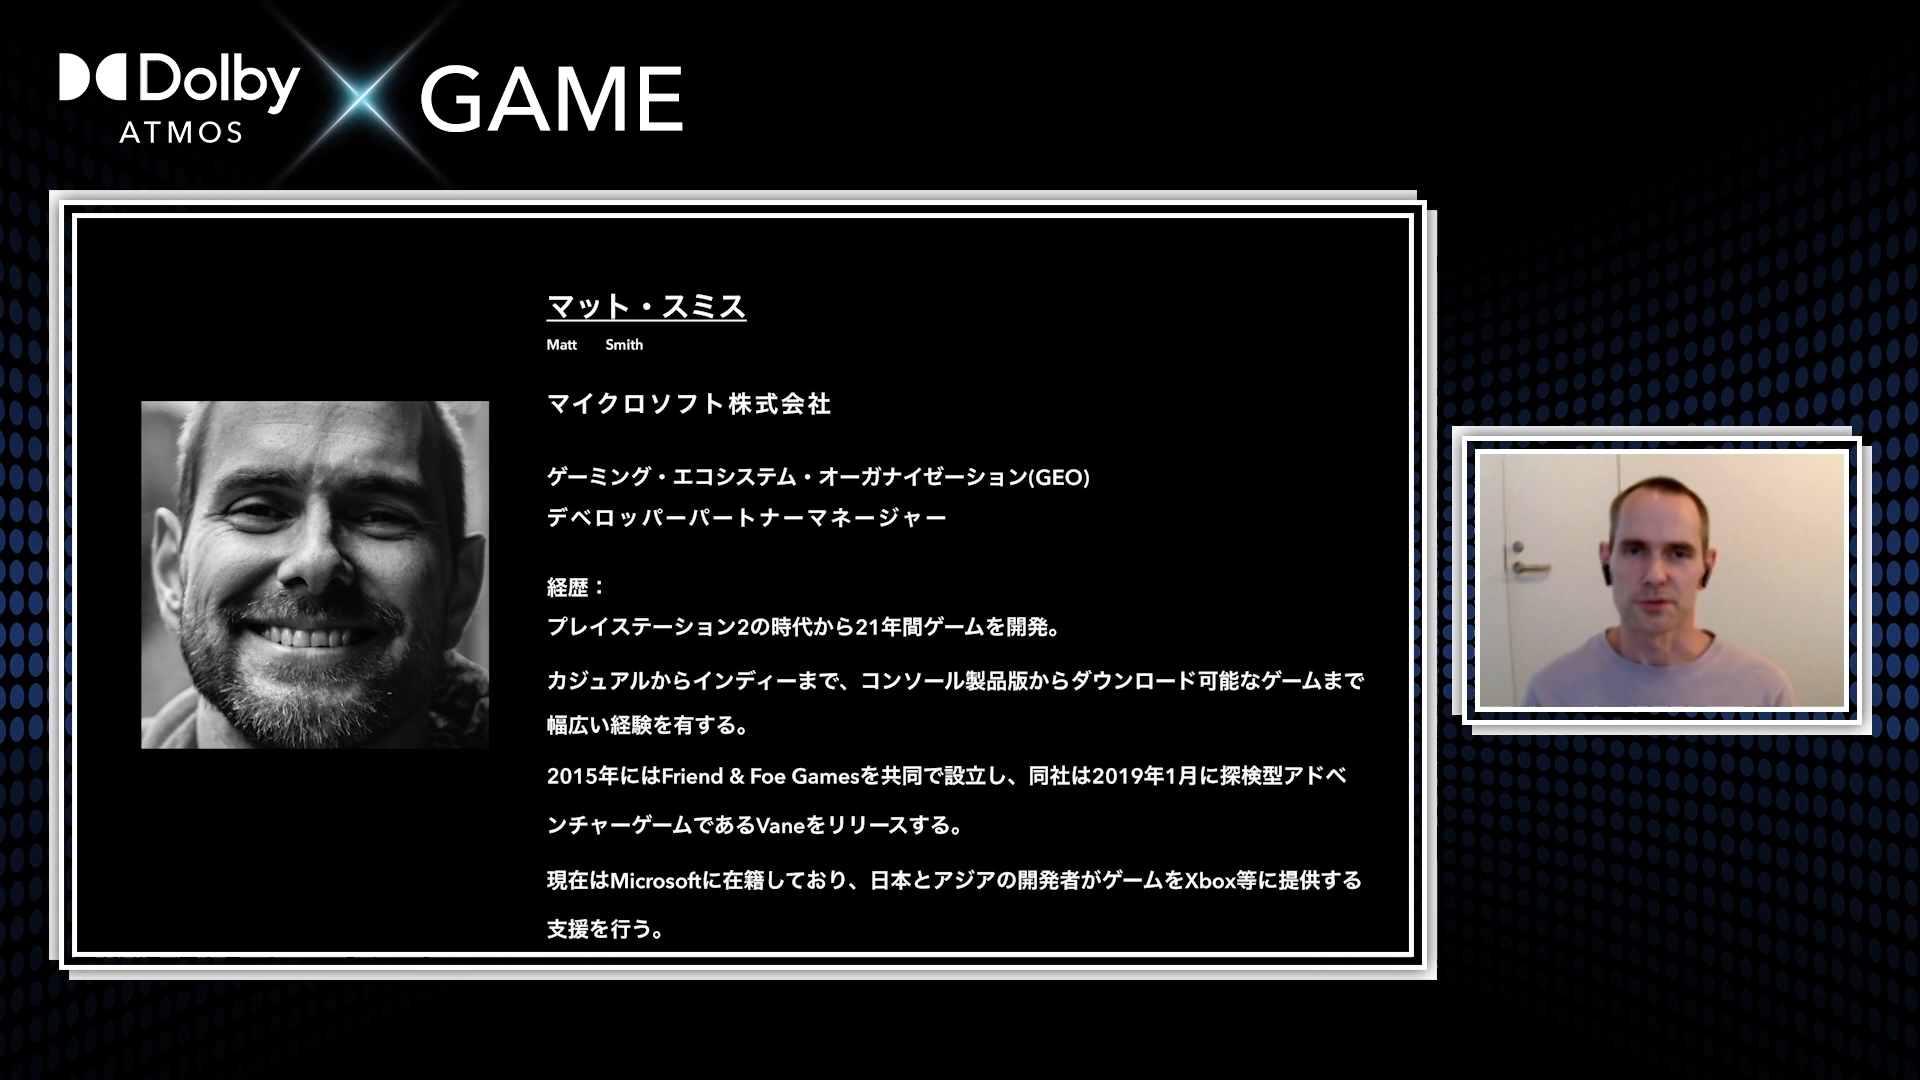 Dolby
ATMOS
GAME
マット・スミス
Matt Smith
マイクロソフト株式会社
ゲーミング・エコシステム・オーガナイゼーション(GEO)
デベロッパーパートナーマネージャー
経歴：
プレイステーション2の時代から21年間ゲームを開発。
カジュアルからインディーまで、コンソール製品版からダウンロード可能なゲームまで
幅広い経験を有する。
2015年にはFriend & Foe Gamesを共同で設立し、同社は2019年1月に探検型アドベ
ンチャーゲームであるVaneをリリースする。
現在はMicrosoftに在籍しており、日本とアジアの開発者がゲームをXbox等に提供する
支援を行う。